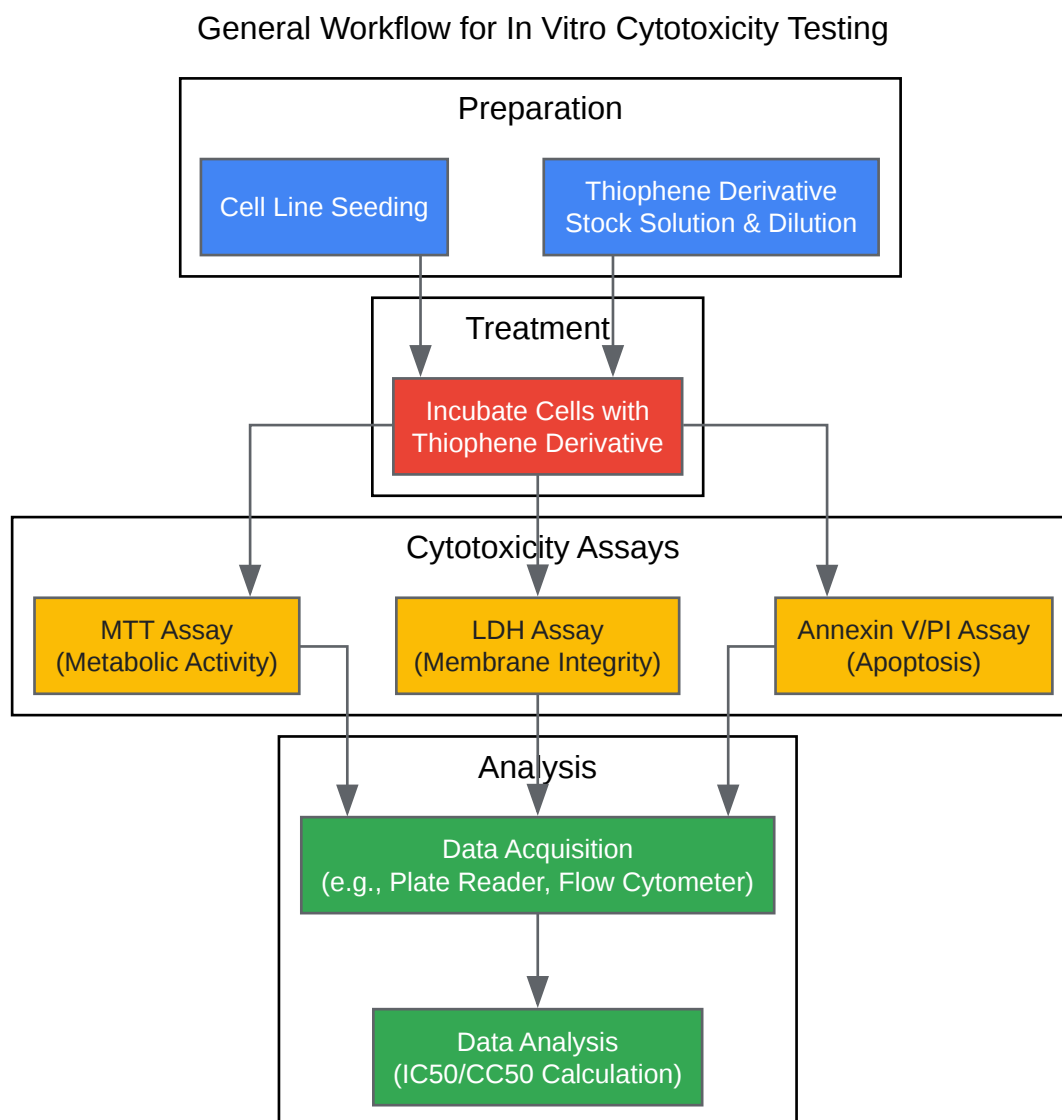 General Workflow for In Vitro Cytotoxicity Testing
Preparation
Cell Line Seeding
Thiophene Derivative
Stock Solution & Dilution
Treatment
Incubate Cells with
Thiophene Derivative
Cytotoxicity Assays
MTT Assay
(Metabolic Activity)
LDH Assay
(Membrane Integrity)
Annexin V/PI Assay
(Apoptosis)
Analysis
Data Acquisition
(e.g., Plate Reader, Flow Cytometer)
Data Analysis
(IC50/CC50 Calculation)